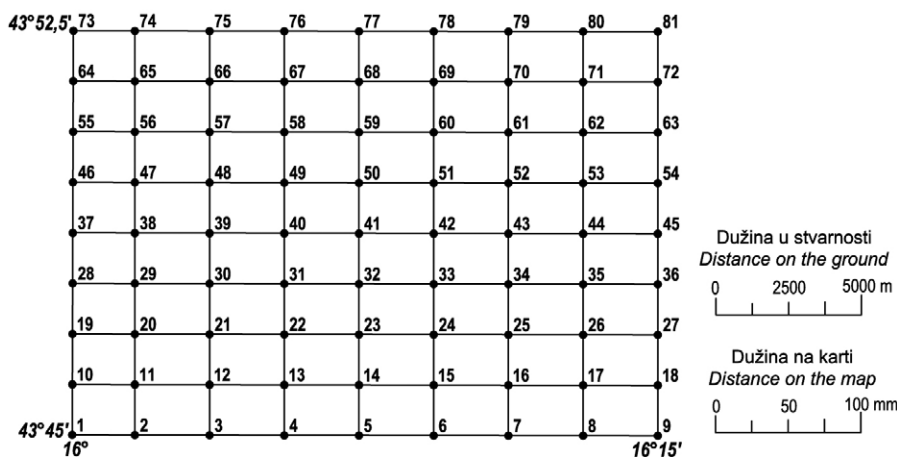 43°52,5' 73 74 75 76 77 78 79 80 81
64 65 66 67 68 69 70 71 72
55 56 57 58 59 60 61 62 63
46 47 48 49 50 51 52 53 54
37 38 39 40 41 42 43 44 45
28 29 30 31 32 33 34 35 36
19 20 21 22 23 24 25 26 27
10 11 12 13 14 15 16 17 18
43°45' 1 2 3 4 5 6 7 8 9
16° 16°15'
Dužina u stvarnosti
Distance on the ground
0 2500 5000 m
Dužina na karti
Distance on the map
0 50 100 mm